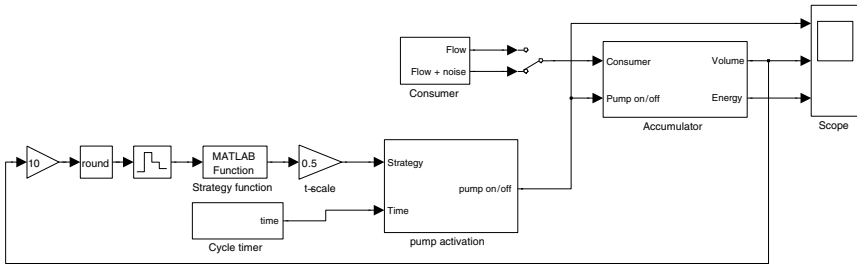 Flow
Flow + noise
Consumer
Consumer
Pump on/off
Volume
Energy
Accumulator
Scope
10
round
MATLAB
Function
Strategy function
0.5
t-scale
Strategy
Time
pump on/off
pump activation
time
Cycle timer